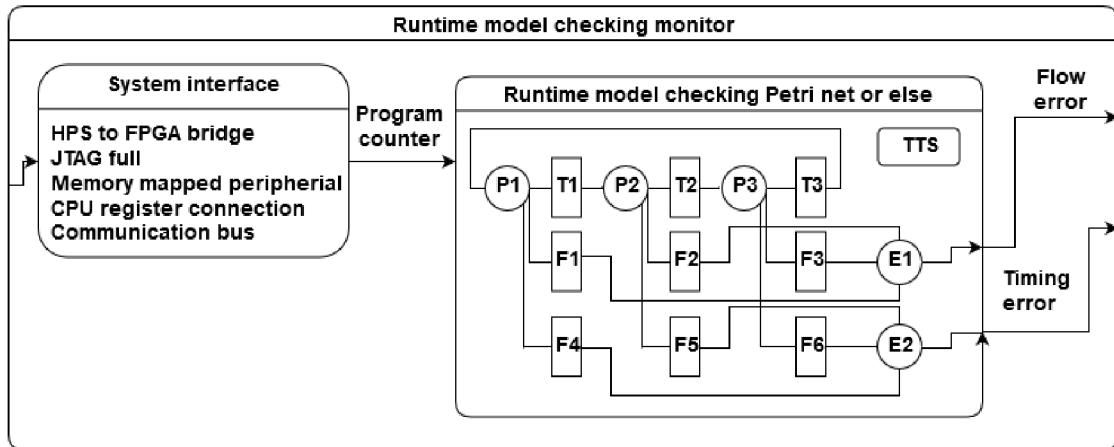 Runtime model checking monitor
System interface
HPS to FPGA bridge
JTAG full
Memory mapped peripherial
CPU register connection
Communication bus
Program
counter
Runtime model checking Petri net or else
TTS
P1 T1 P2 T2 P3 T3
F1 F2 F3 E1
F4 F5 F6 E2
Flow
error
Timing
error